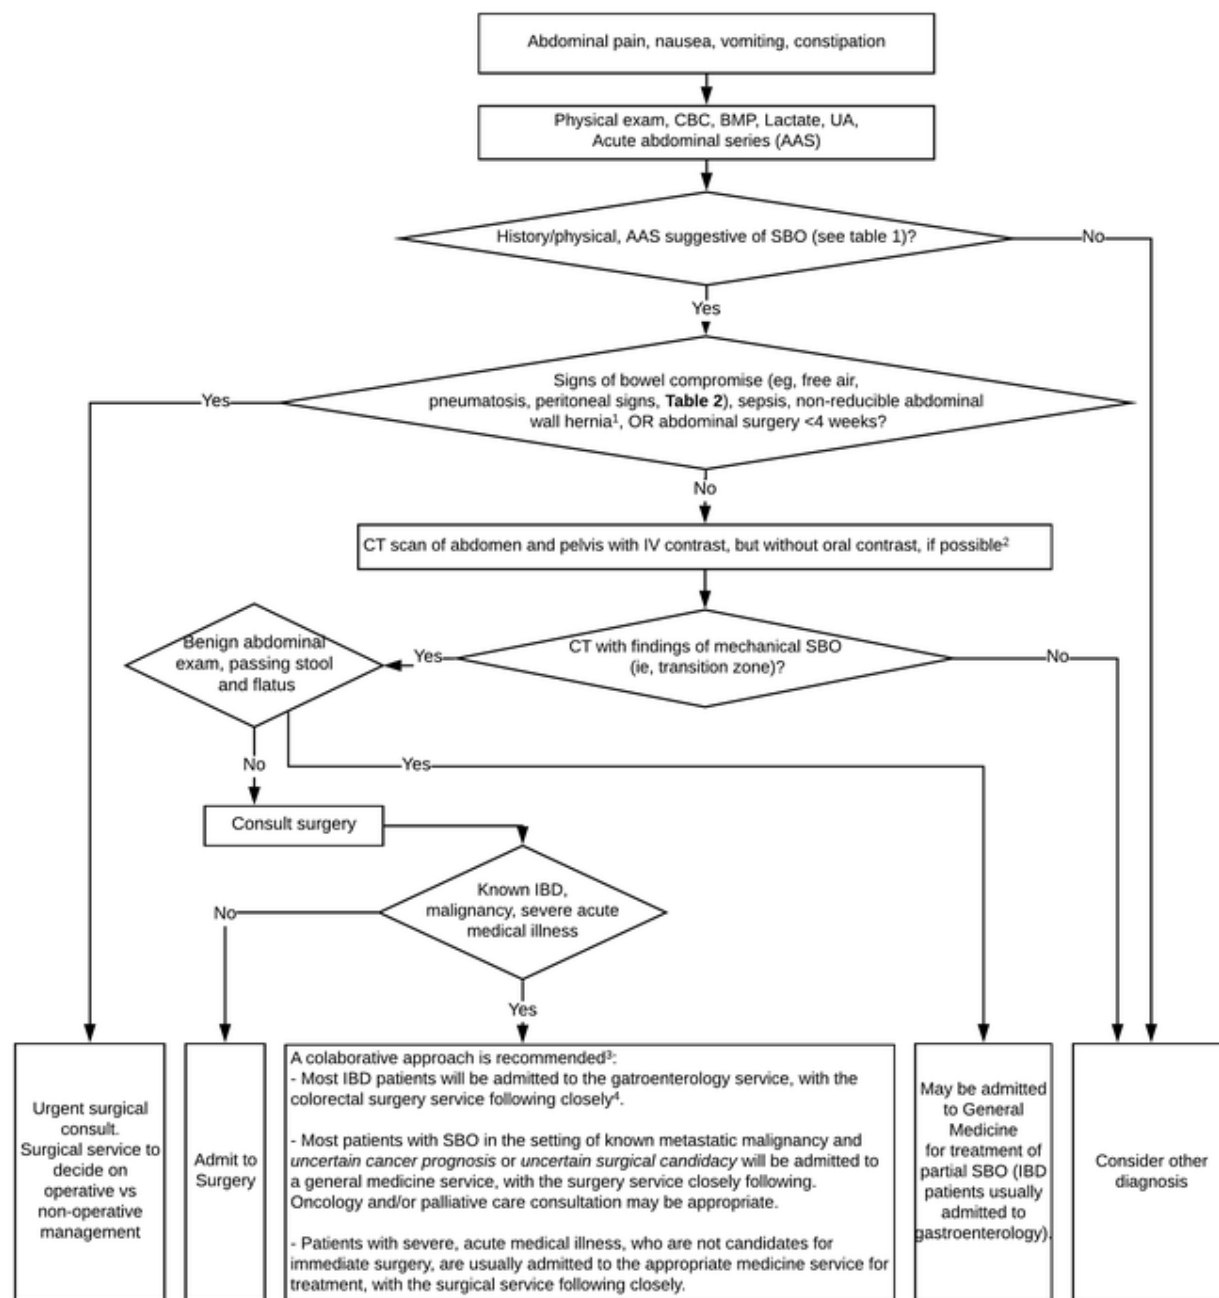 Abdominal pain, nausea, vomiting, constipation
Physical exam, CBC, BMP, Lactate, UA,
Acute abdominal series (AAS)
History/physical, AAS suggestive of SBO (see table 1)?
No
Yes
Signs of bowel compromise (eg, free air,
pneumatosis, peritoneal signs, Table 2), sepsis, non-reducible abdominal
wall hernia¹, OR abdominal surgery <4 weeks?
Yes
No
CT scan of abdomen and pelvis with IV contrast, but without oral contrast, if possible²
CT with findings of mechanical SBO
(ie, transition zone)?
Yes
No
Benign abdominal
exam, passing stool
and flatus
No
Yes
Consult surgery
Known IBD,
malignancy, severe acute
medical illness
No
Yes
Urgent surgical
consult.
Surgical service to
decide on
operative vs
non-operative
management
Admit to
Surgery
A colaborative approach is recommended³:
- Most IBD patients will be admitted to the gatroenterology service, with the
colorectal surgery service following closely⁴.
- Most patients with SBO in the setting of known metastatic malignancy and
uncertain cancer prognosis or uncertain surgical candidacy will be admitted to
a general medicine service, with the surgery service closely following.
Oncology and/or palliative care consultation may be appropriate.
- Patients with severe, acute medical illness, who are not candidates for
immediate surgery, are usually admitted to the appropriate medicine service for
treatment, with the surgical service following closely.
May be admitted
to General
Medicine
for treatment of
partial SBO (IBD
patients usually
admitted to
gastroenterology).
Consider other
diagnosis